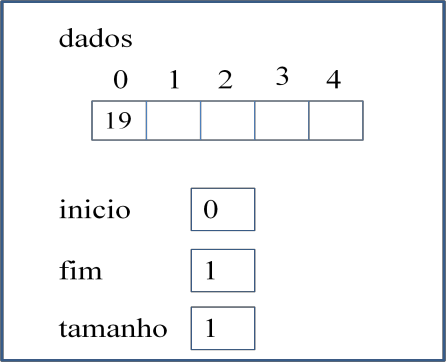 dados
0 1 2 3 4
19
inicio 0
fim 1
tamanho 1